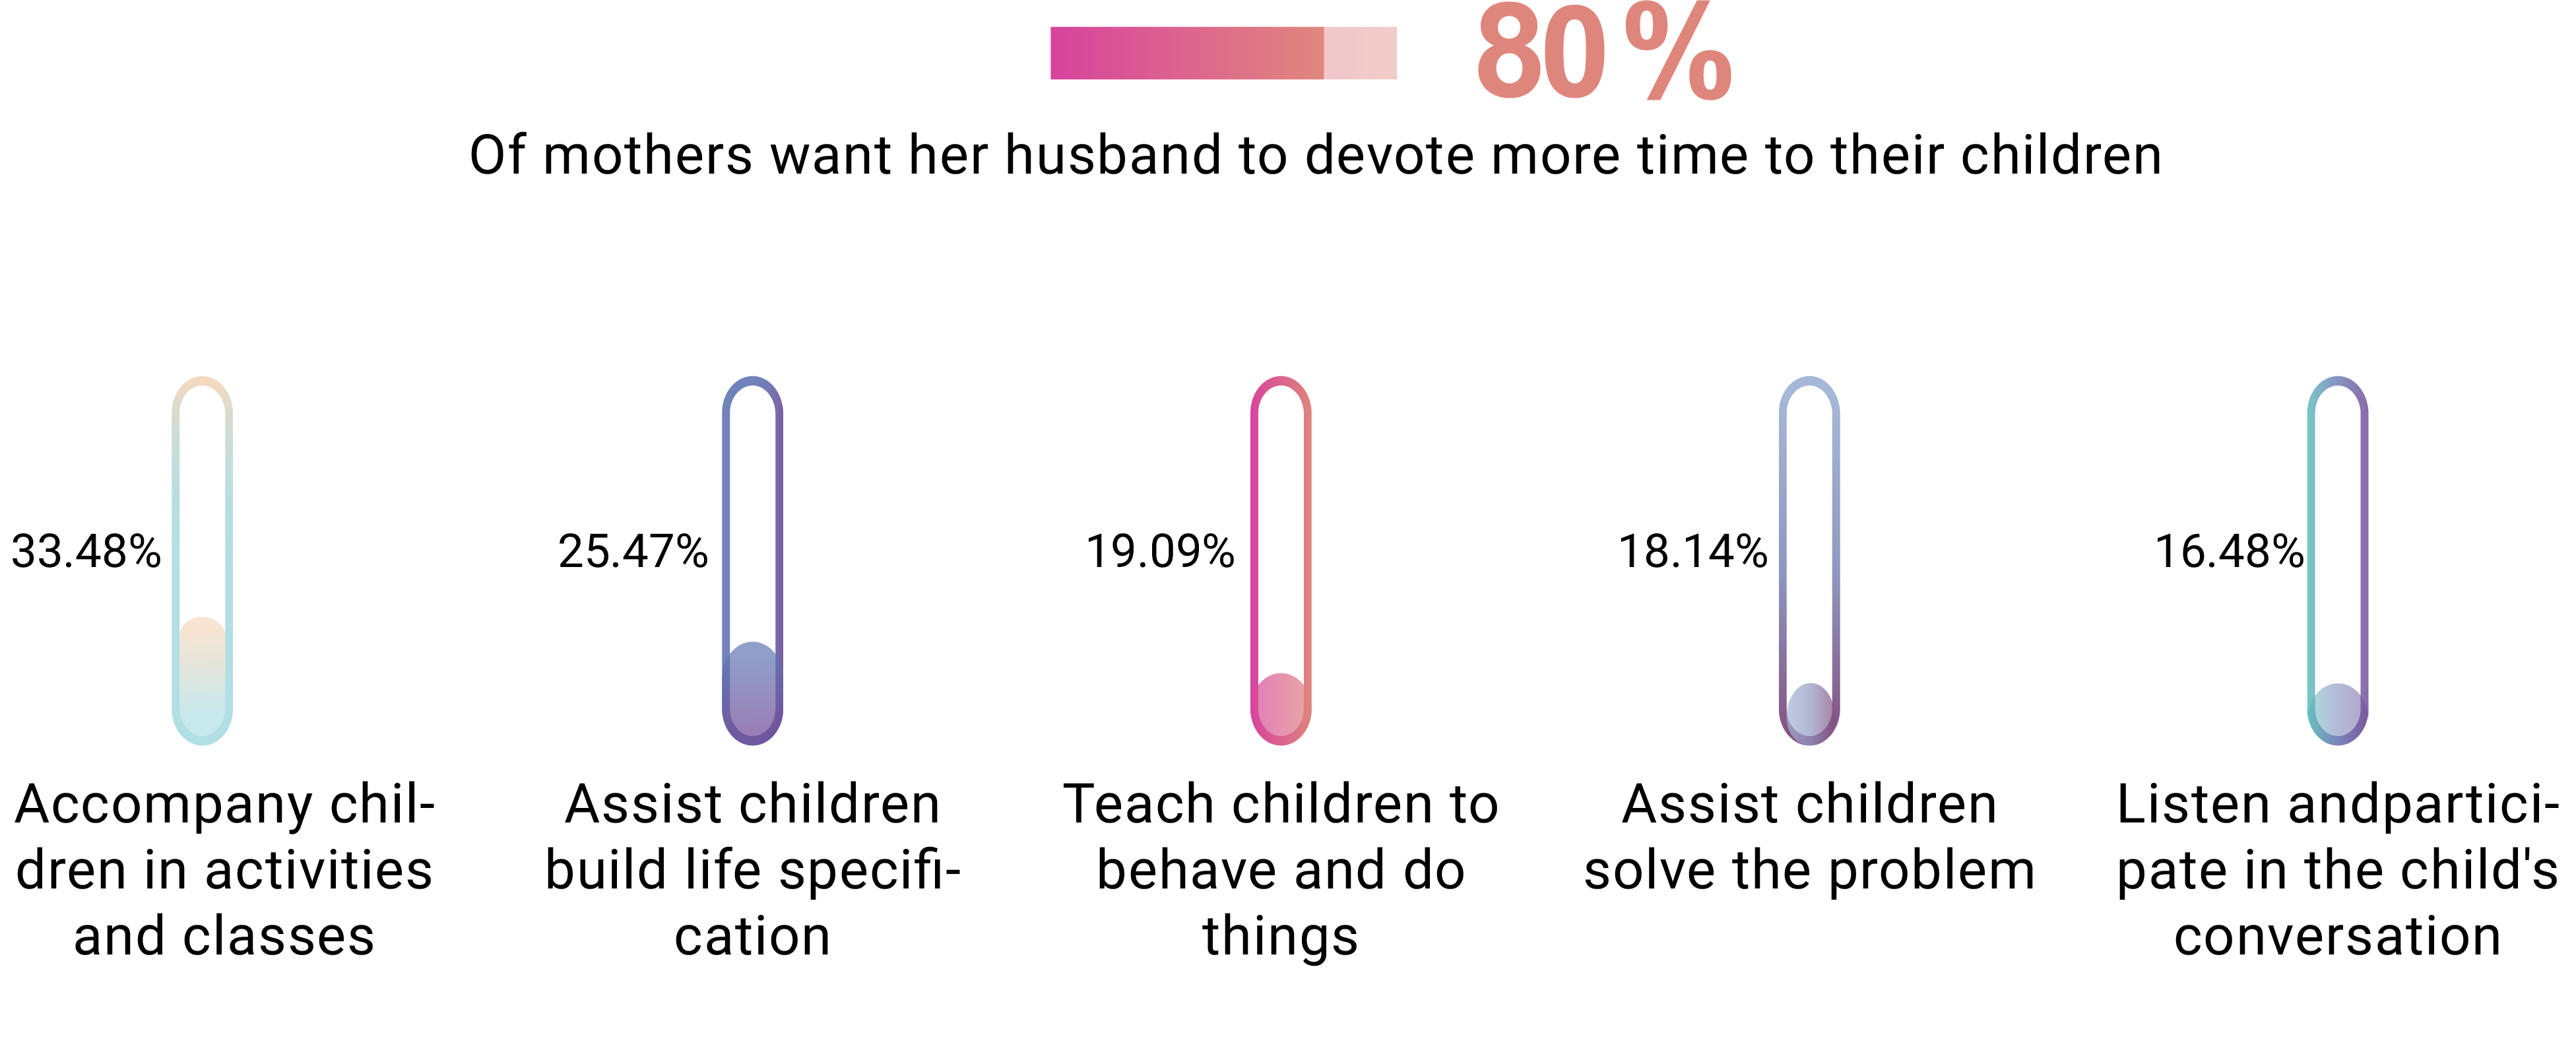 80%
Of mothers want her husband to devote more time to their children
33.48%
25.47%
19.09%
18.14%
16.48%
Accompany chil-
dren in activities
and classes
Assist children
build life specifi-
cation
Teach children to
behave and do
things
Assist children
solve the problem
Listen andpartici-
pate in the child's
conversation